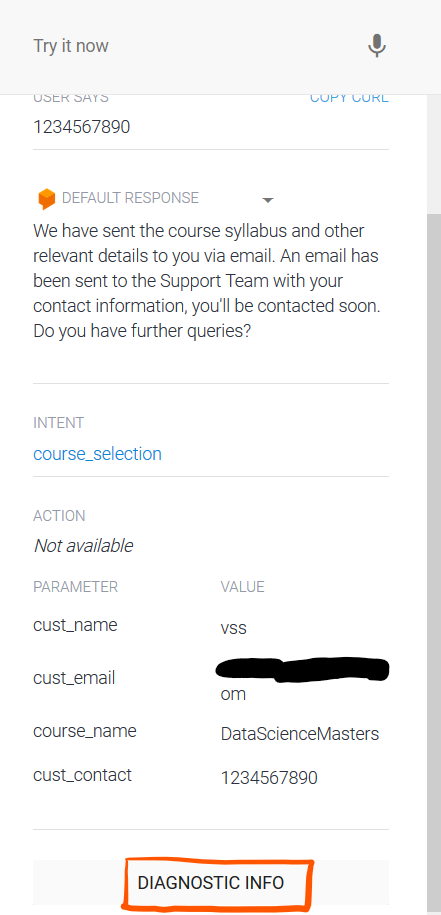 Try it now
USER SAYS COPY CURL
1234567890
DEFAULT RESPONSE
We have sent the course syllabus and other
relevant details to you via email. An email has
been sent to the Support Team with your
contact information, you'll be contacted soon.
Do you have further queries?
INTENT
course_selection
ACTION
Not available
PARAMETER VALUE
cust_name vss
cust_email
om
course_name DataScienceMasters
cust_contact 1234567890
DIAGNOSTIC INFO